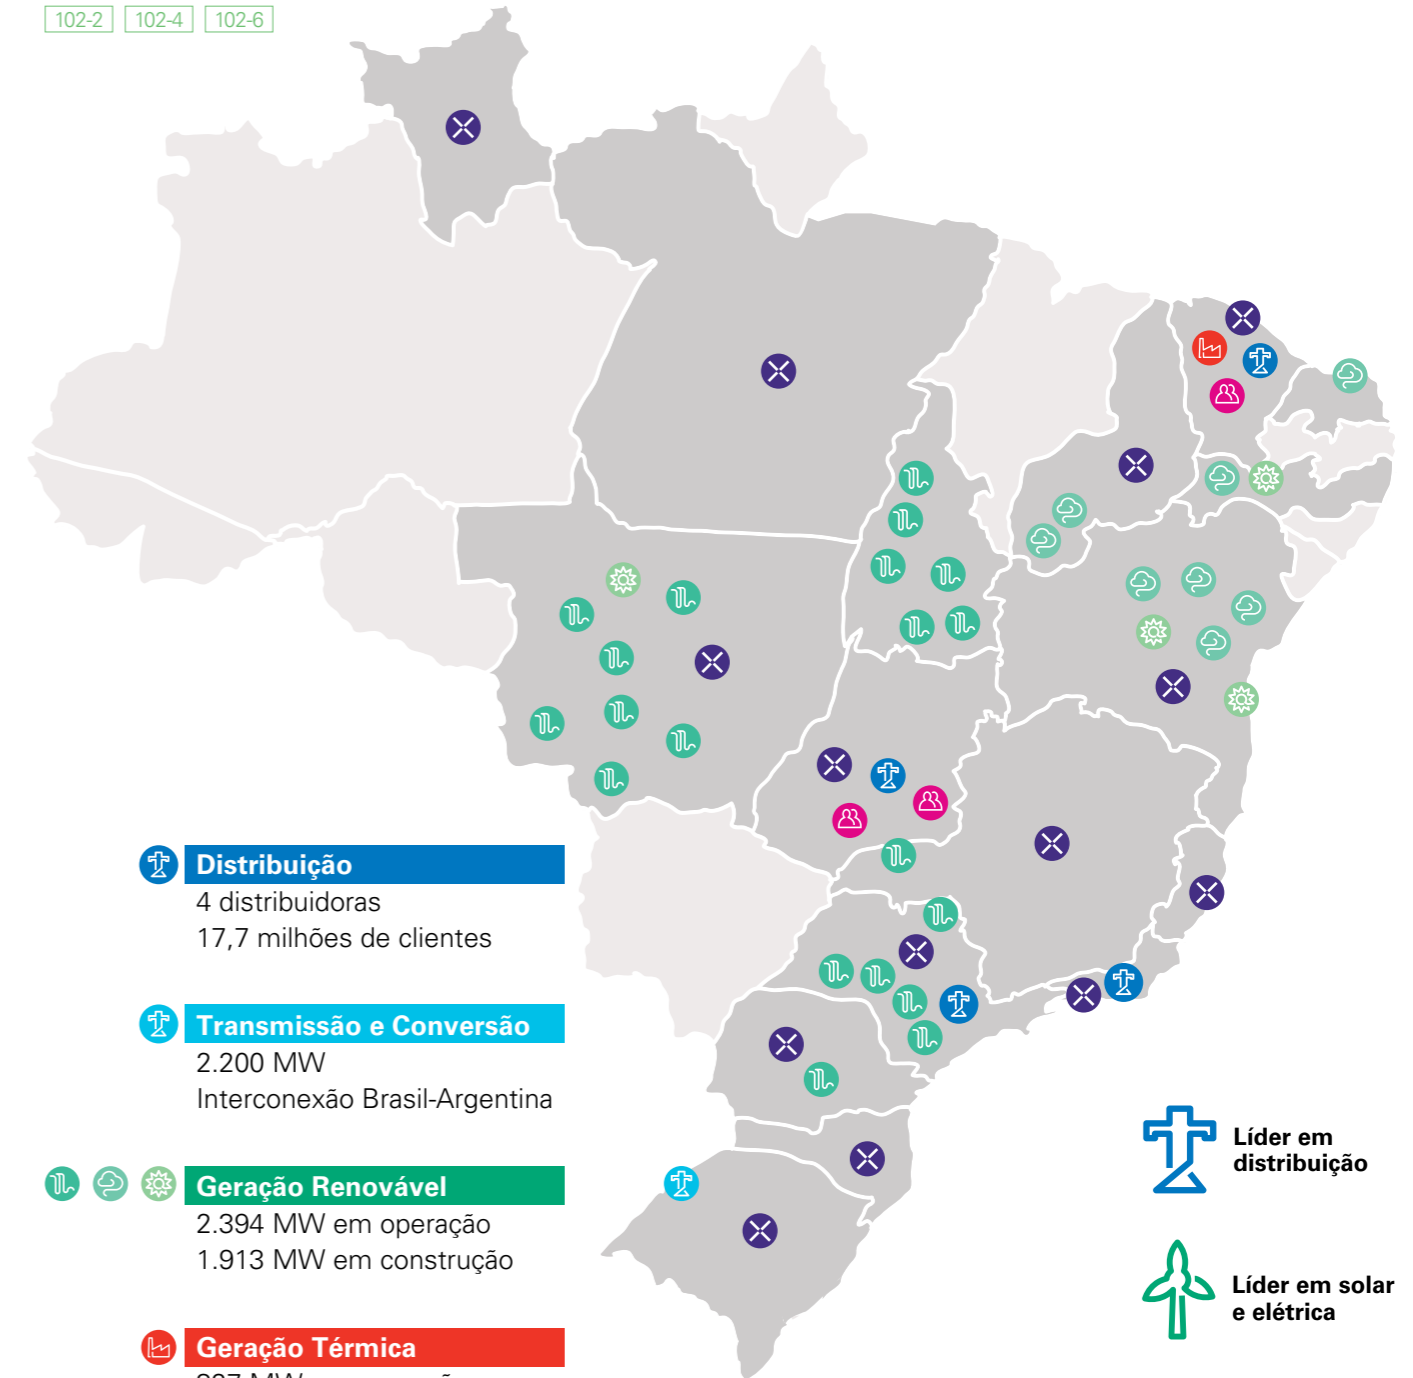 102-2 102-4 102-6
Distribuição
4 distribuidoras
17,7 milhões de clientes
Transmissão e Conversão
2.200 MW
Interconexão Brasil-Argentina
Geração Renovável
2.394 MW em operação
1.913 MW em construção
Geração Térmica
Líder em
distribuição
Líder em solar
e elétrica